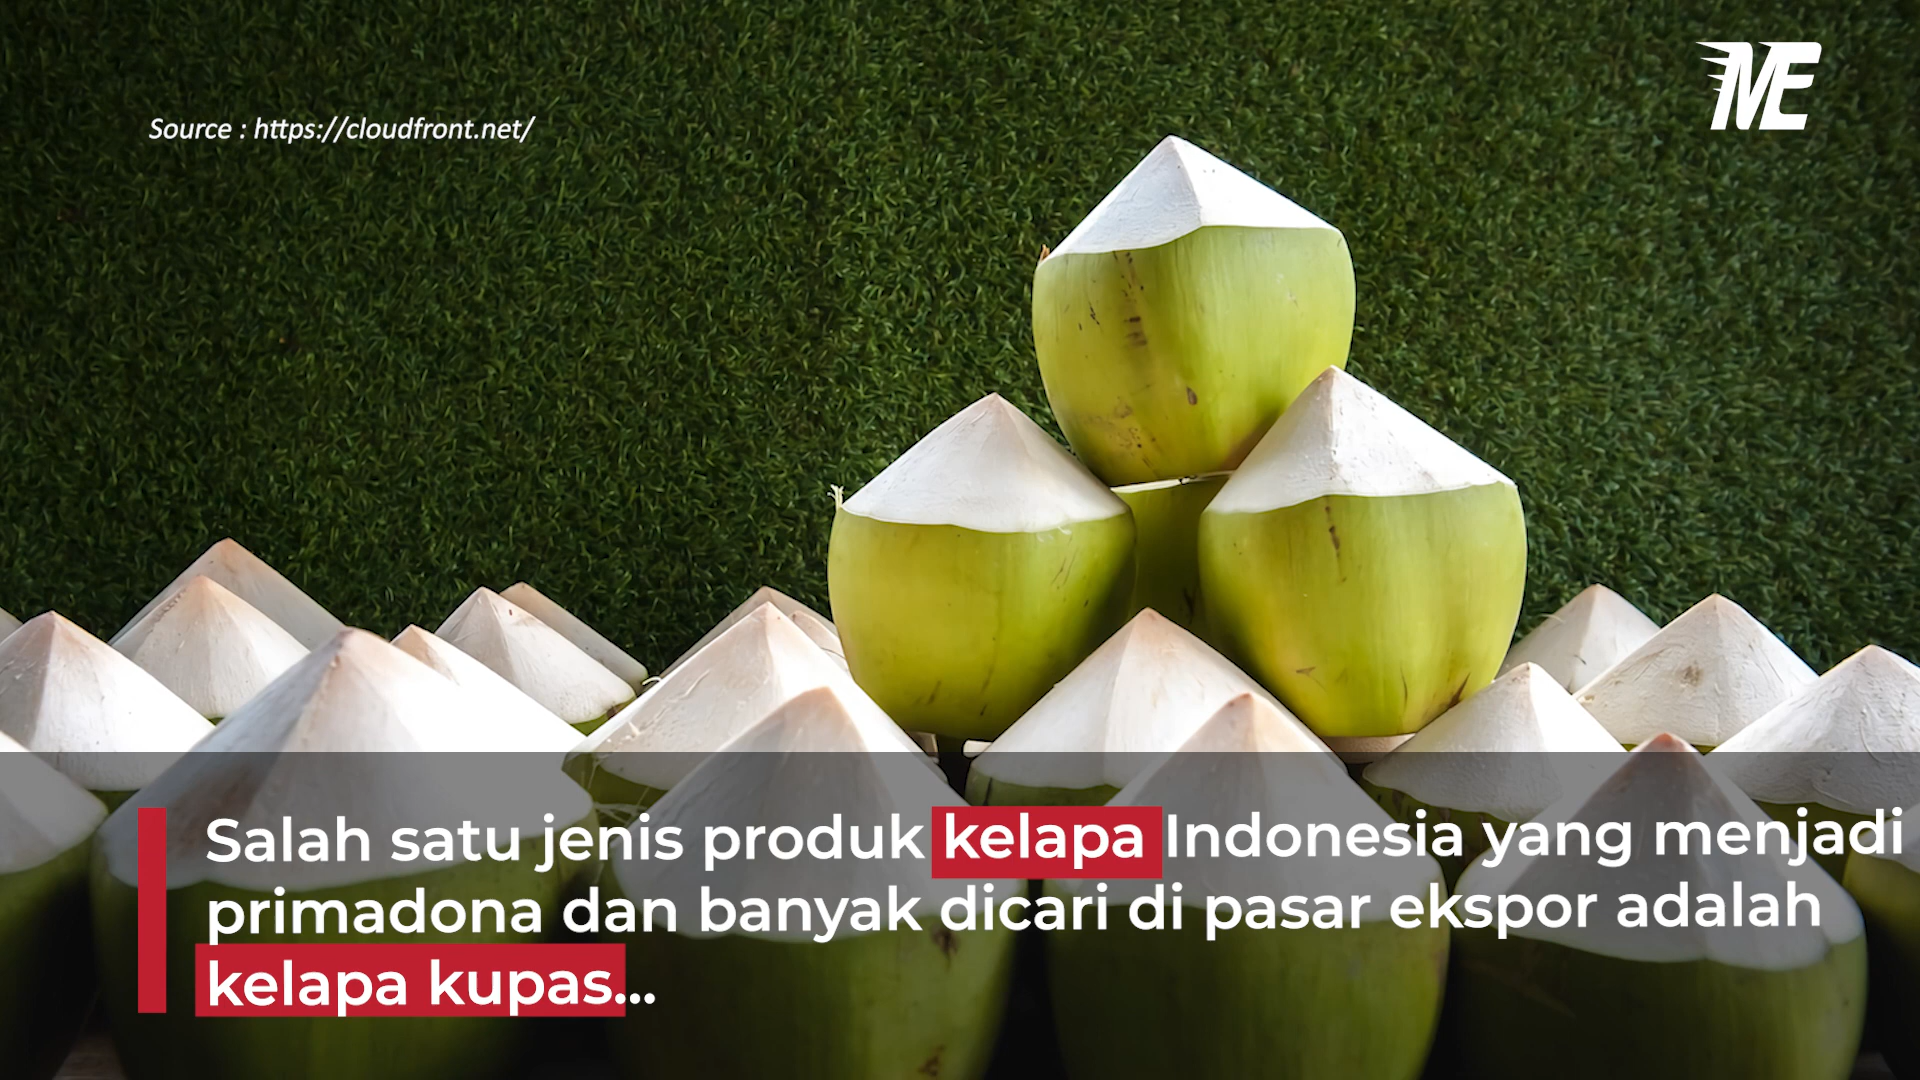 ME
Source : https://cloudfront.net/
Salah satu jenis produk kelapa Indonesia yang menjadi
primadona dan banyak dicari di pasar ekspor adalah
kelapa kupas...